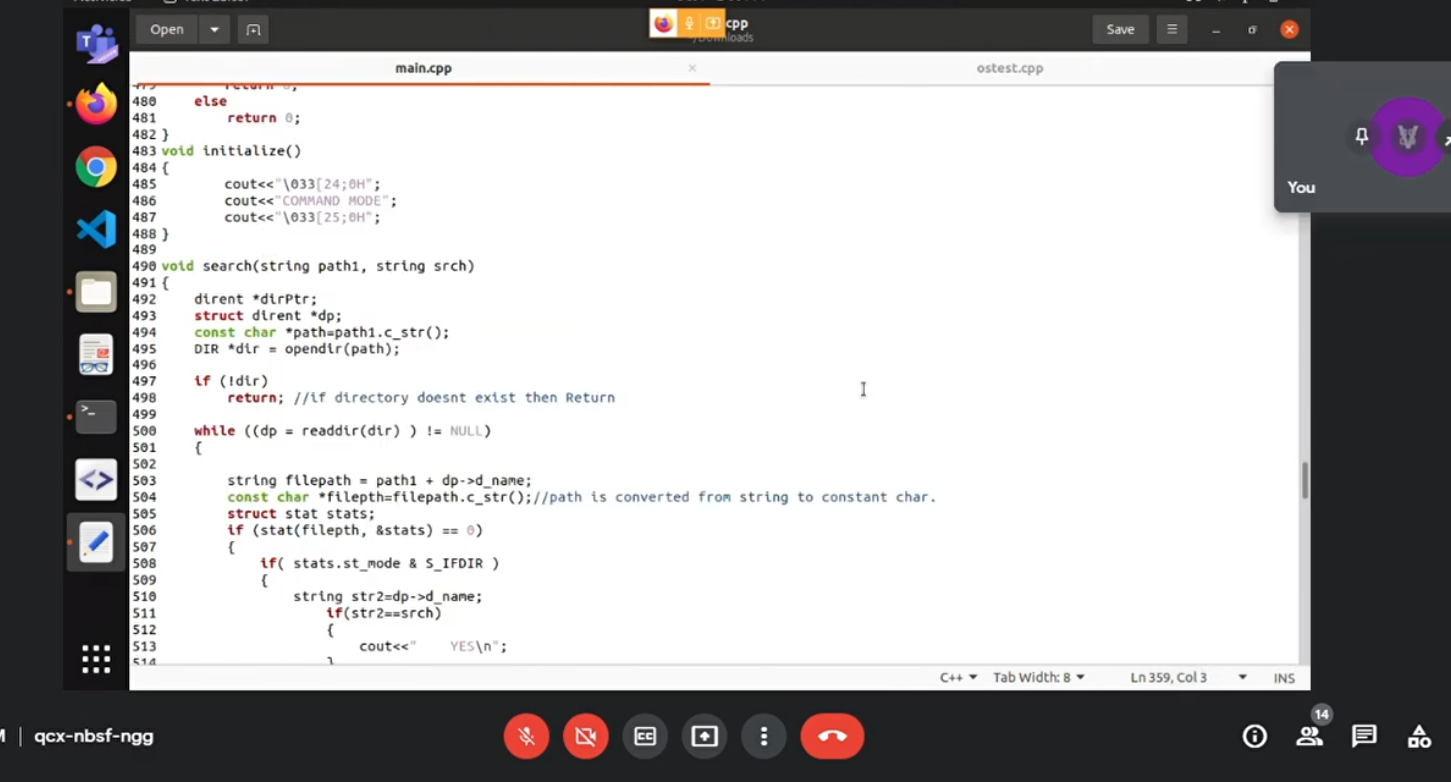 Open
cpp
Save
~/Downloads
main.cpp
ostest.cpp
480 else
481 return 0;
482 }
483 void initialize()
484 {
485 cout<<"\033[24;0H";
486 cout<<"COMMAND MODE";
487 cout<<"\033[25;0H";
488 }
489
490 void search(string path1, string srch)
491 {
492 dirent *dirPtr;
493 struct dirent *dp;
494 const char *path=path1.c_str();
495 DIR *dir = opendir(path);
496
497 if (!dir)
498 return; //if directory doesnt exist then Return
499
500 while ((dp = readdir(dir) ) != NULL)
501 {
502
503 string filepath = path1 + dp->d_name;
504 const char *filepth=filepath.c_str();//path is converted from string to constant char.
505 struct stat stats;
506 if (stat(filepth, &stats) == 0)
507 {
508 if( stats.st_mode & S_IFDIR )
509 {
510 string str2=dp->d_name;
511 if(str2==srch)
512 {
513 cout<<"    YES\n";
514 }
C++ Tab Width: 8 Ln 359, Col 3 INS
You
qcx-nbsf-ngg
CC
14